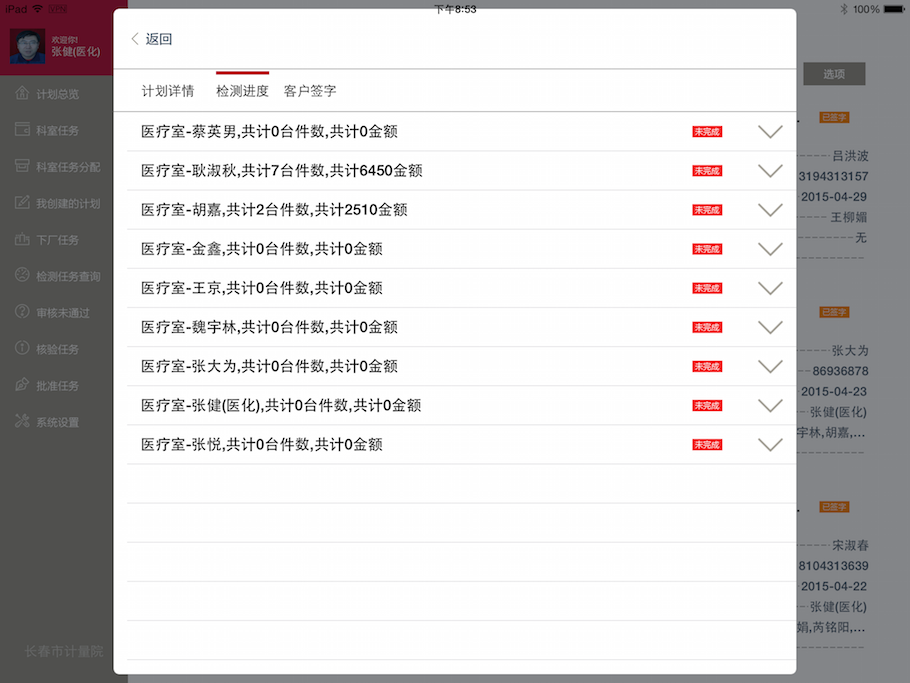 iPad
下午8:53
100%
欢迎你!
张健(医化)
计划总览
科室任务
科室任务分配
我创建的计划
下厂任务
检测任务查询
审核未通过
核验任务
批准任务
系统设置
长春市计量院
返回
计划详情 检测进度 客户签字
医疗室-蔡英男,共计0台件数,共计0金额 未完成
医疗室-耿淑秋,共计7台件数,共计6450金额 未完成
医疗室-胡嘉,共计2台件数,共计2510金额 未完成
医疗室-金鑫,共计0台件数,共计0金额 未完成
医疗室-王京,共计0台件数,共计0金额 未完成
医疗室-魏宇林,共计0台件数,共计0金额 未完成
医疗室-张大为,共计0台件数,共计0金额 未完成
医疗室-张健(医化),共计0台件数,共计0金额 未完成
医疗室-张悦,共计0台件数,共计0金额 未完成
选项
已签字
吕洪波
3194313157
2015-04-29
王柳媚
无
已签字
张大为
86936878
2015-04-23
张健(医化)
宇林,胡嘉,...
已签字
宋淑春
8104313639
2015-04-22
张健(医化)
娟,芮铭阳,...